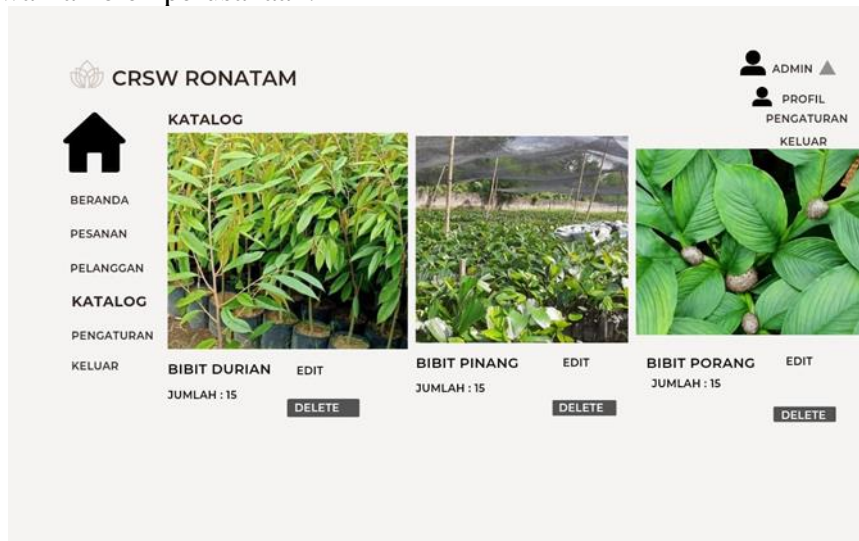 CRSW RONATAM
ADMIN
PROFIL
PENGATURAN
KELUAR
KATALOG
BERANDA
PESANAN
PELANGGAN
KATALOG
PENGATURAN
KELUAR
BIBIT DURIAN EDIT
JUMLAH : 15
DELETE
BIBIT PINANG EDIT
JUMLAH : 15
DELETE
BIBIT PORANG EDIT
JUMLAH : 15
DELETE